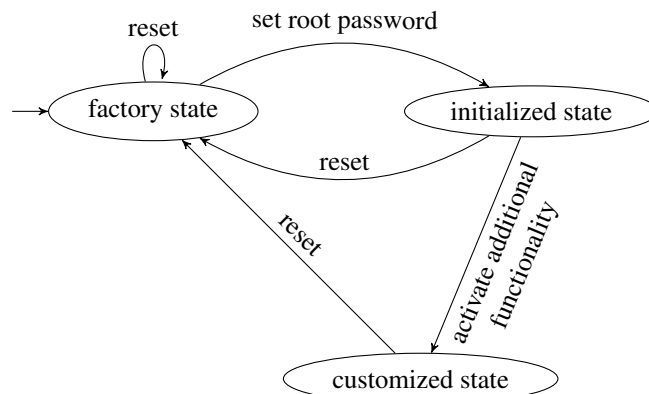 set root password
reset
factory state
initialized state
reset
reset
activate additional
functionality
customized state